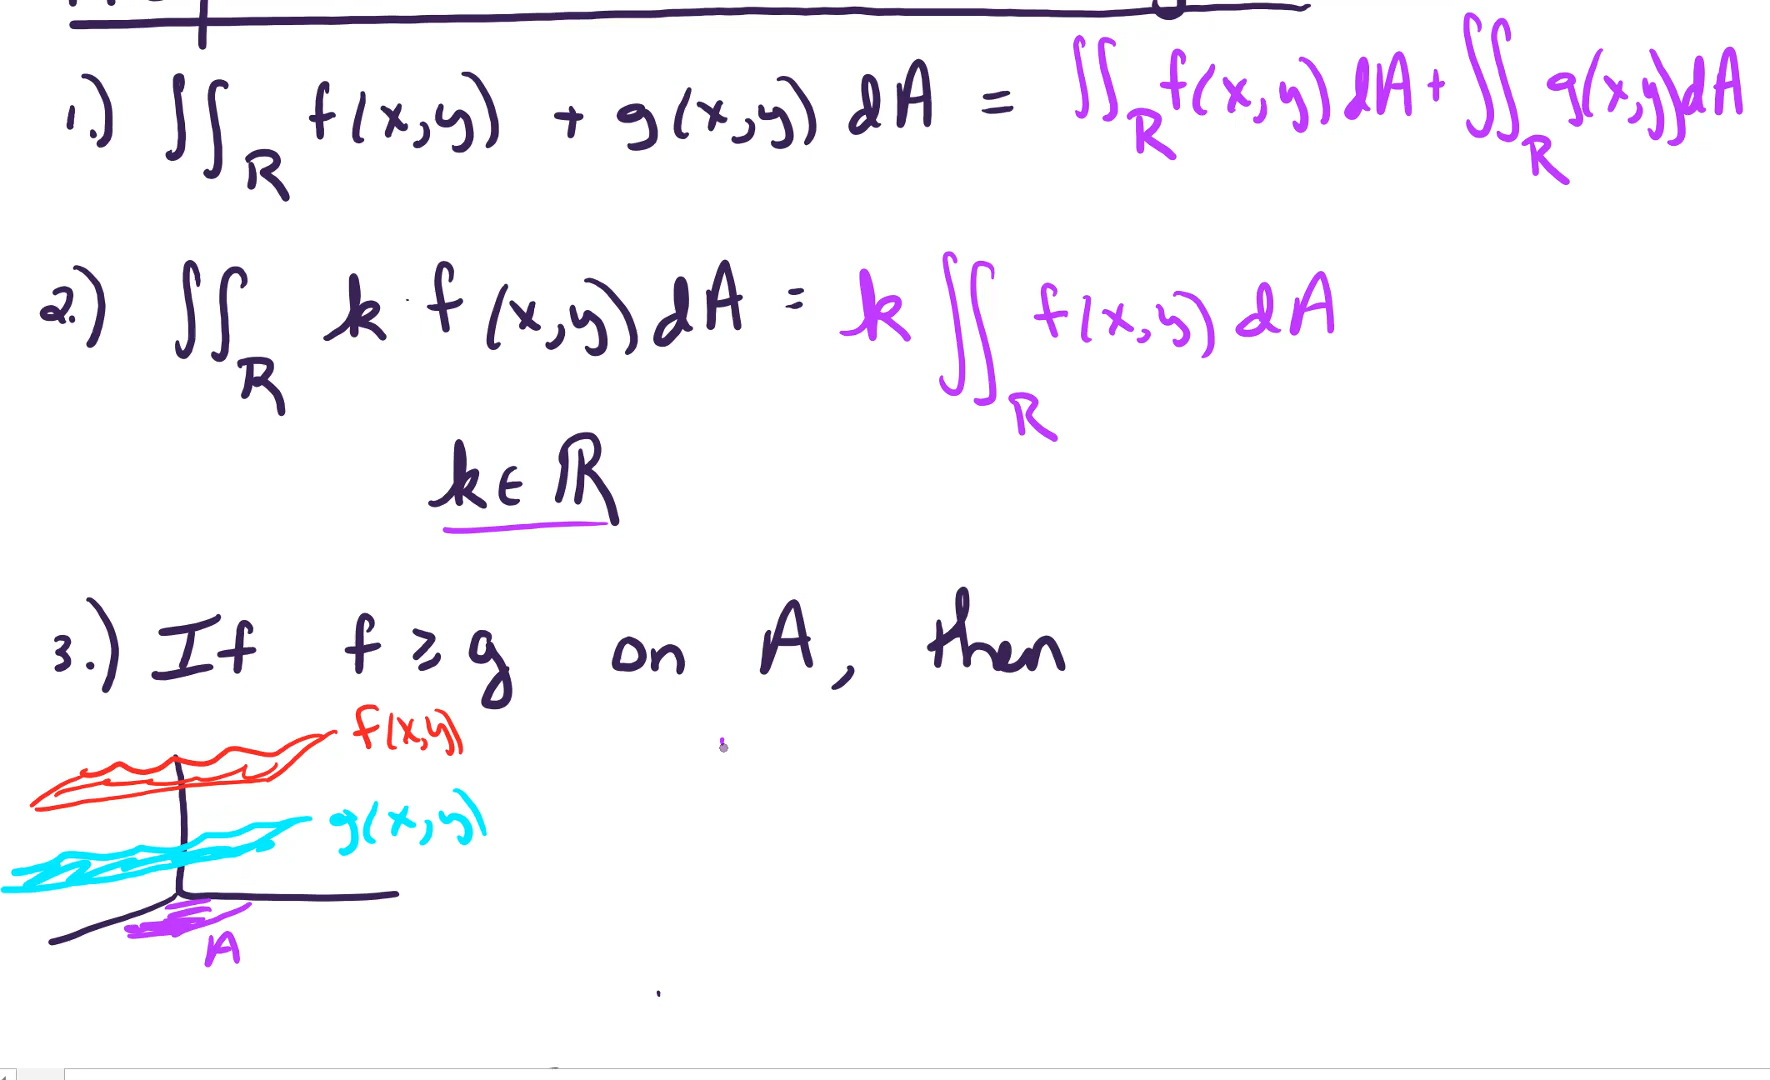 1.) ∬_R f(x,y) + g(x,y) dA = ∬_R f(x,y) dA + ∬_R g(x,y) dA
2.) ∬_R k · f(x,y) dA = k ∬_R f(x,y) dA
k ∈ ℝ
3.) If f ≥ g on A, then
f(x,y)
g(x,y)
A